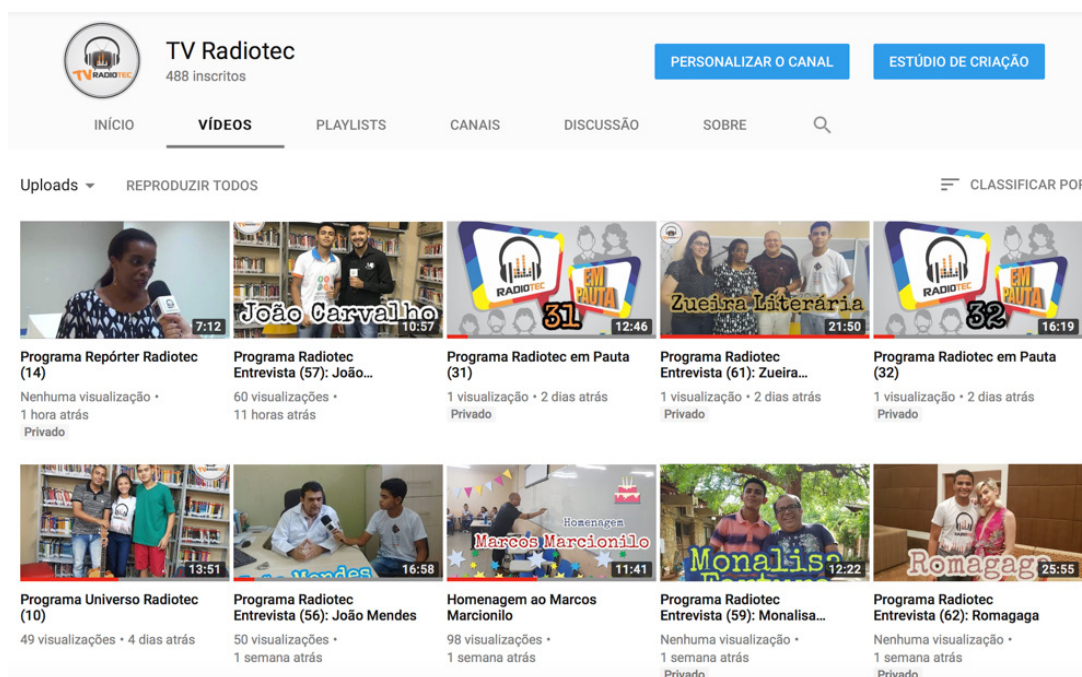 TV Radiotec
488 inscritos
PERSONALIZAR O CANAL
ESTÚDIO DE CRIAÇÃO
TV RADIOTEC
INÍCIO
VÍDEOS
PLAYLISTS
CANAIS
DISCUSSÃO
SOBRE
Uploads
REPRODUZIR TODOS
CLASSIFICAR POR
7:12
João Carvalho
10:57
RADIOTEC
EM PAUTA
31
12:46
Zueira Literária
21:50
RADIOTEC
EM PAUTA
32
16:19
Programa Repórter Radiotec
(14)
Nenhuma visualização •
1 hora atrás
Privado
Programa Radiotec
Entrevista (57): João...
60 visualizações •
11 horas atrás
Programa Radiotec em Pauta
(31)
1 visualização • 2 dias atrás
Privado
Programa Radiotec
Entrevista (61): Zueira...
1 visualização • 2 dias atrás
Privado
Programa Radiotec em Pauta
(32)
1 visualização • 2 dias atrás
Privado
13:51
João Mendes
16:58
Homenagem
Marcos Marcionilo
11:41
Monalisa
12:22
Romagaga
25:55
Programa Universo Radiotec
(10)
49 visualizações • 4 dias atrás
Programa Radiotec
Entrevista (56): João Mendes
50 visualizações •
1 semana atrás
Homenagem ao Marcos
Marcionilo
98 visualizações •
1 semana atrás
Programa Radiotec
Entrevista (59): Monalisa...
Nenhuma visualização •
1 semana atrás
Privado
Programa Radiotec
Entrevista (62): Romagaga
Nenhuma visualização •
1 semana atrás
Privado